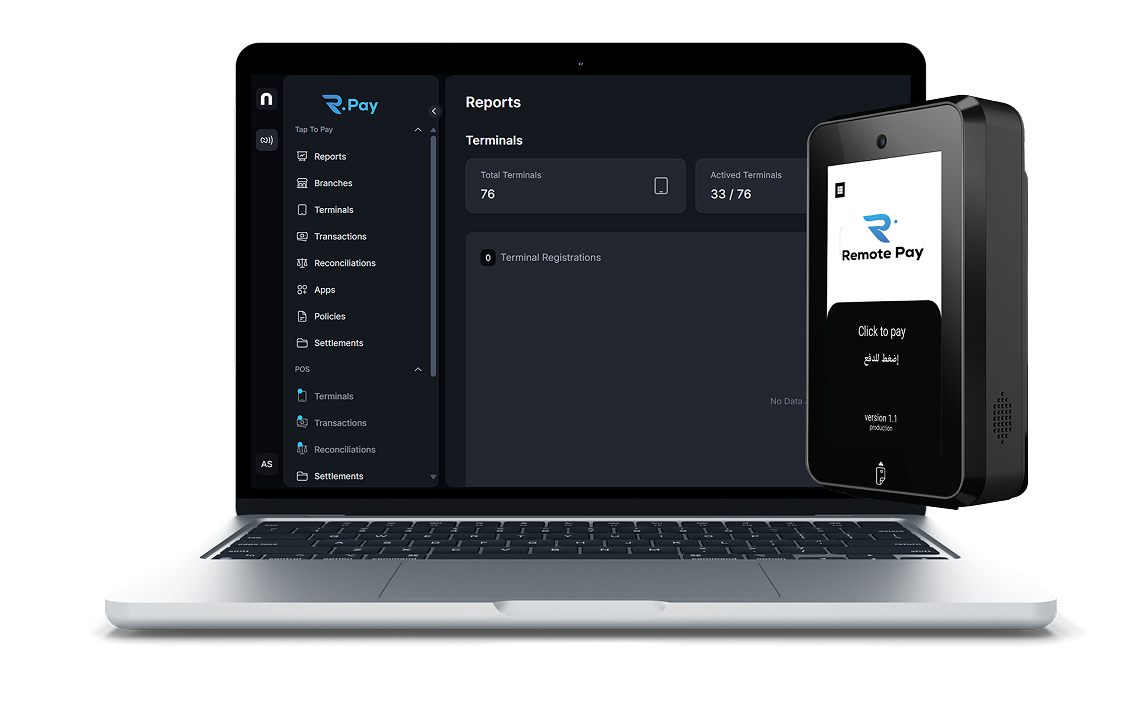 R.Pay
Tap To Pay
Reports
Branches
Terminals
Transactions
Reconciliations
Apps
Policies
Settlements
POS
Terminals
Transactions
Reconciliations
Settlements
AS
Reports
Terminals
Total Terminals
76
Actived Terminals
33 / 76
0 Terminal Registrations
No Data
Remote Pay
Click to pay
إضغط للدفع
version 1.1
production